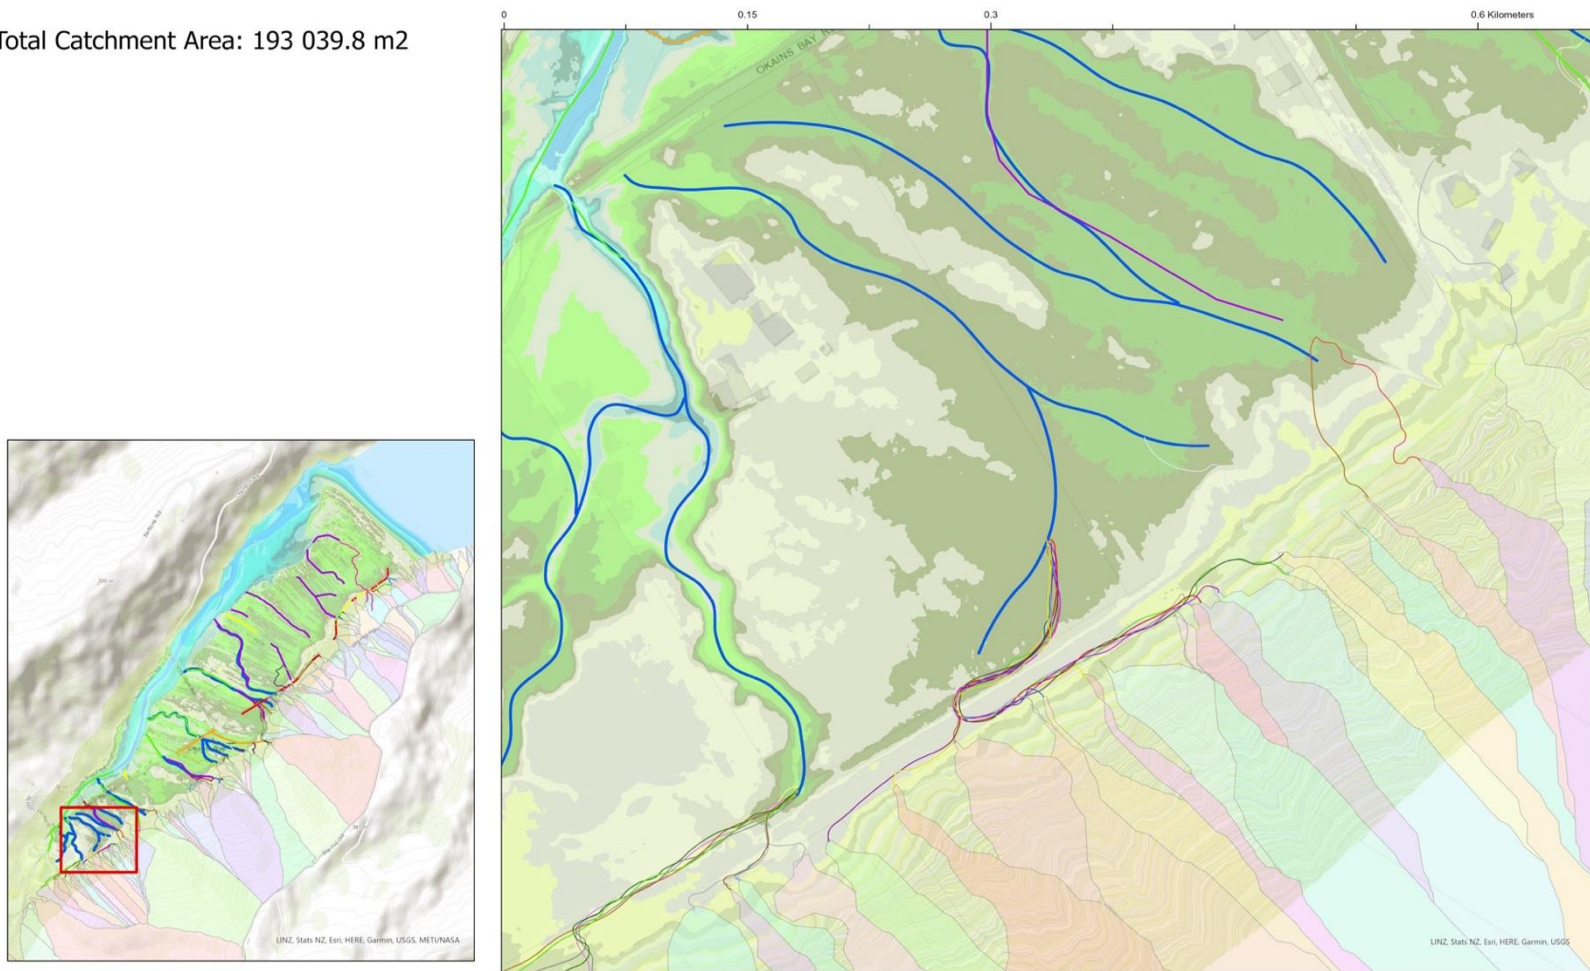 Total Catchment Area: 193 039.8 m2
0 0.15 0.3 0.6 Kilometers
OKAINS BAY
LINZ, Stats NZ, Esri, HERE, Garmin, USGS, METI/NASA
LINZ, Stats NZ, Esri, HERE, Garmin, USGS